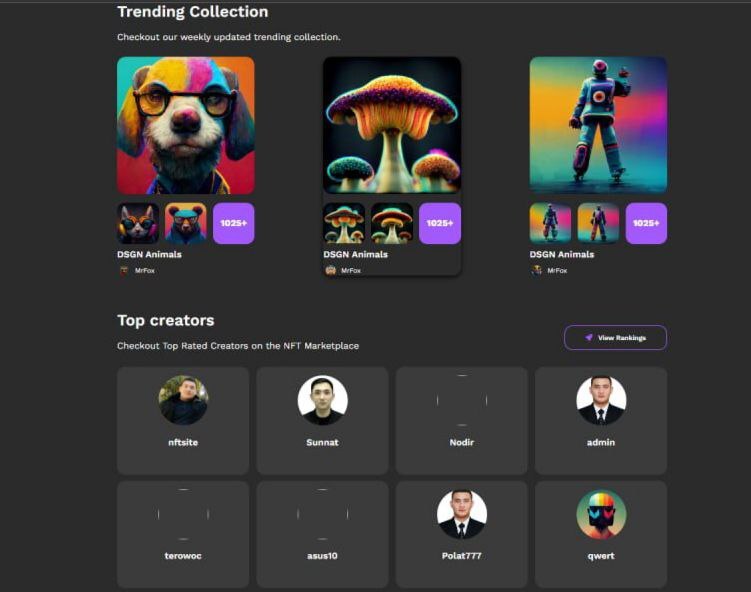 Trending Collection
Checkout our weekly updated trending collection.
1025+ 1025+ 1025+
DSGN Animals DSGN Animals DSGN Animals
MrFox MrFox MrFox
Top creators
Checkout Top Rated Creators on the NFT Marketplace
View Rankings
nftsite Sunnat Nodir admin
terowoc asus10 Polat777 qwert